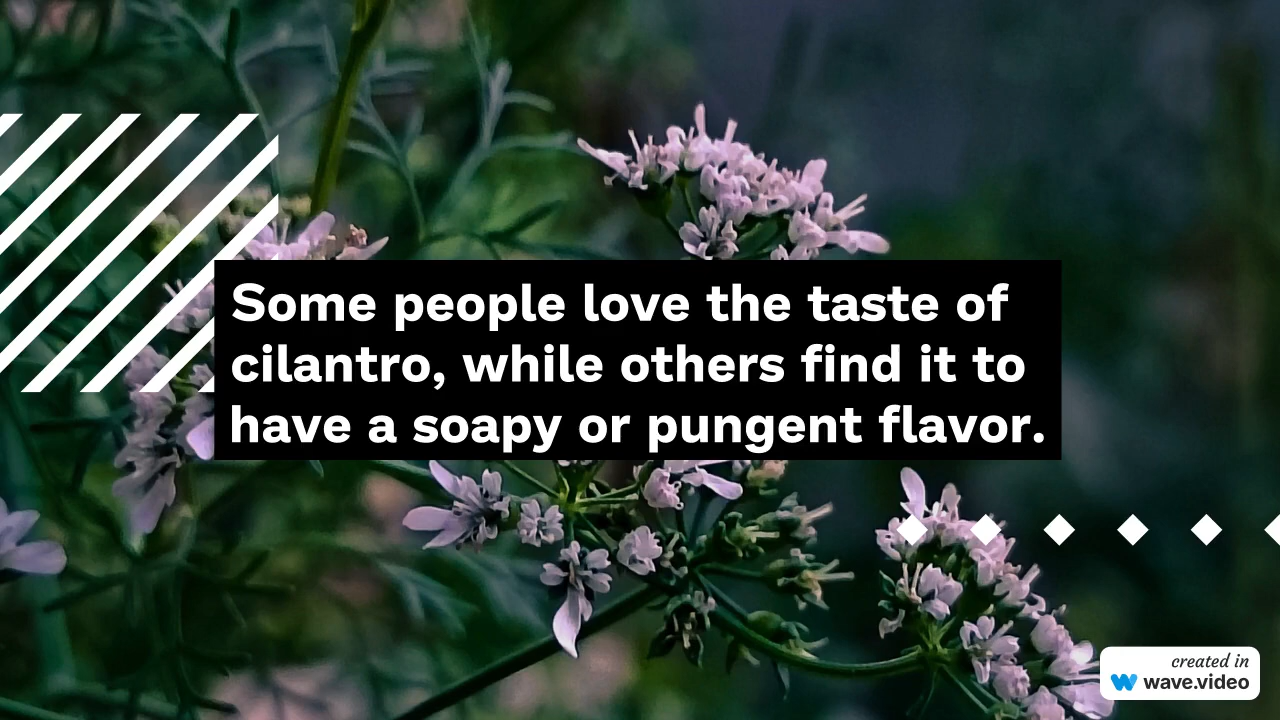 Some people love the taste of
cilantro, while others find it to
have a soapy or pungent flavor.
created in
wave.video